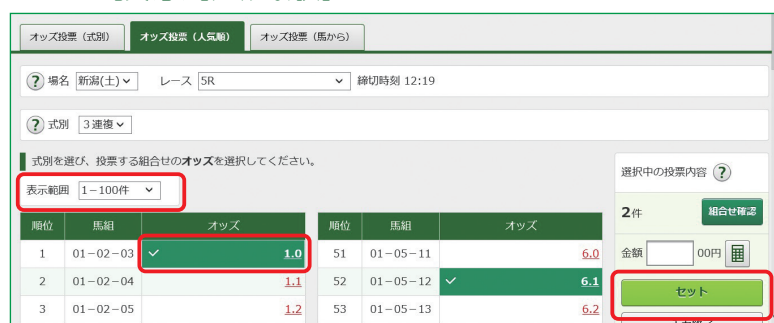 オッズ投票（式別） オッズ投票（人気順） オッズ投票（馬から）
? 場名 新潟(土) レース 5R 締切時刻 12:19
? 式別 3連複
式別を選び、投票する組合せのオッズを選択してください。
表示範囲 1－100件
順位 馬組 オッズ 順位 馬組 オッズ
1 01－02－03 1.0 51 01－05－11 6.0
2 01－02－04 1.1 52 01－05－12 6.1
3 01－02－05 1.2 53 01－05－13 6.2
選択中の投票内容 ?
2件 組合せ確認
金額 00円
セット